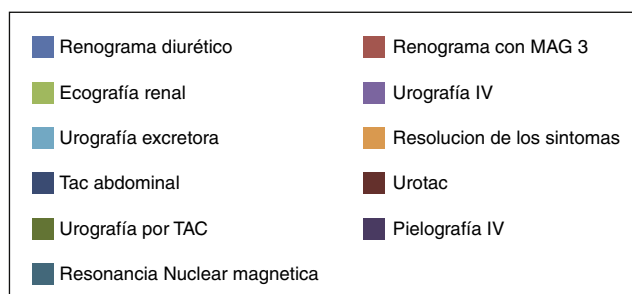 Renograma diurético
Renograma con MAG 3
Ecografía renal
Urografía IV
Urografía excretora
Resolucion de los sintomas
Tac abdominal
Urotac
Urografía por TAC
Pielografía IV
Resonancia Nuclear magnetica